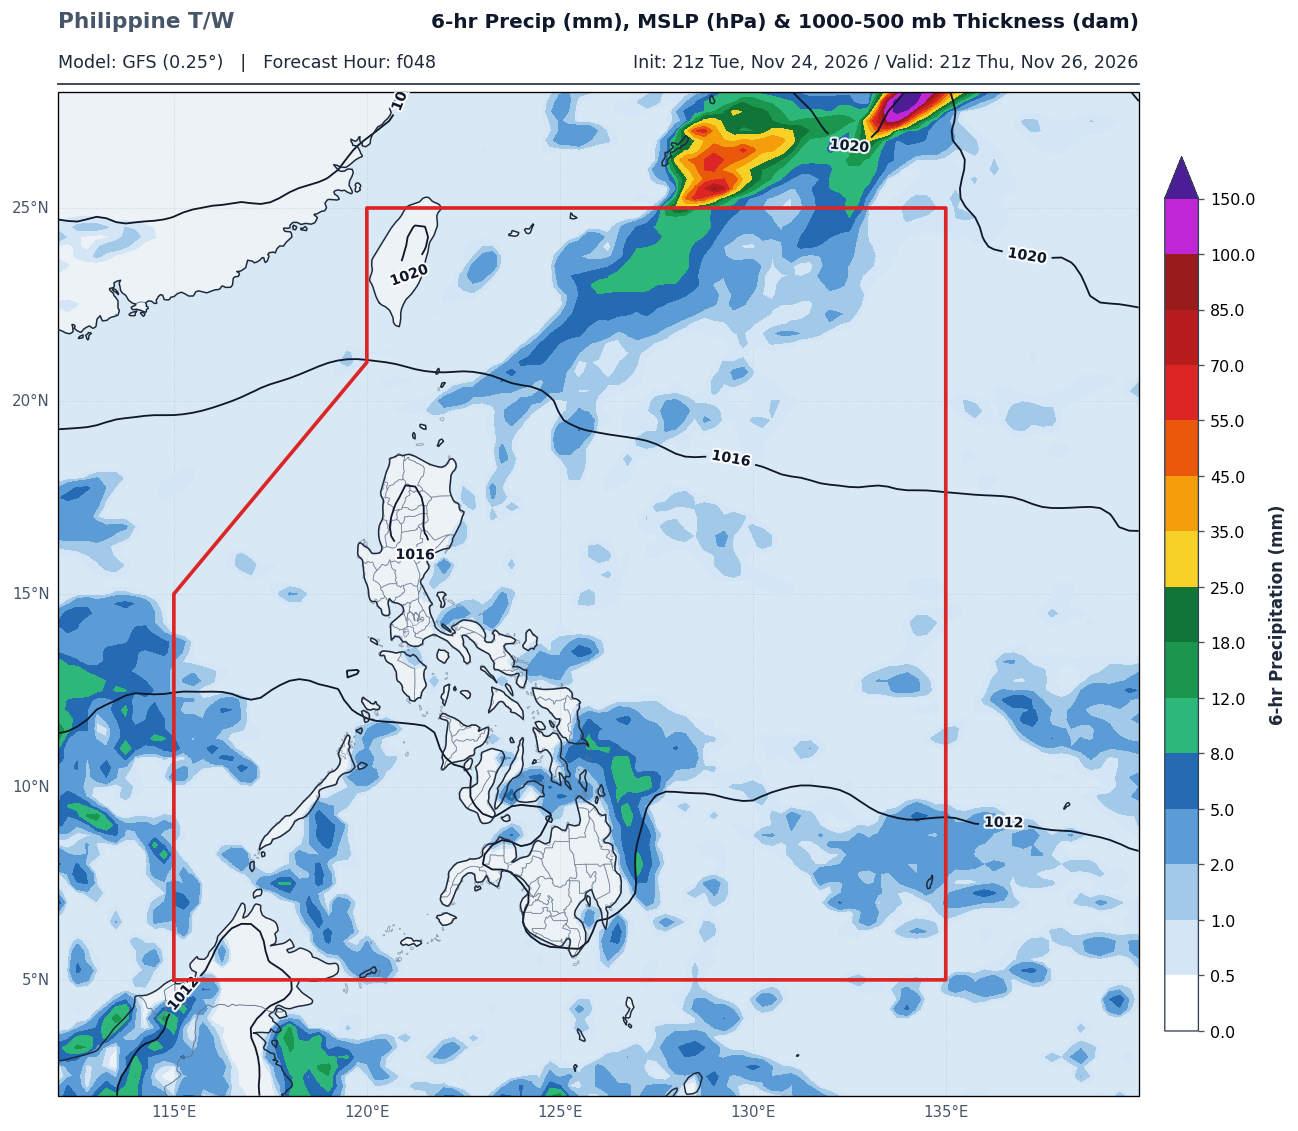 Philippine T/W
6-hr Precip (mm), MSLP (hPa) & 1000-500 mb Thickness (dam)
Model: GFS (0.25°)   |   Forecast Hour: f048
Init: 21z Tue, Nov 24, 2026 / Valid: 21z Thu, Nov 26, 2026
10
1020
1020
1020
1016
1016
1012
1012
25°N
20°N
15°N
10°N
5°N
115°E
120°E
125°E
130°E
135°E
150.0
100.0
85.0
70.0
55.0
45.0
35.0
25.0
18.0
12.0
8.0
5.0
2.0
1.0
0.5
0.0
6-hr Precipitation (mm)